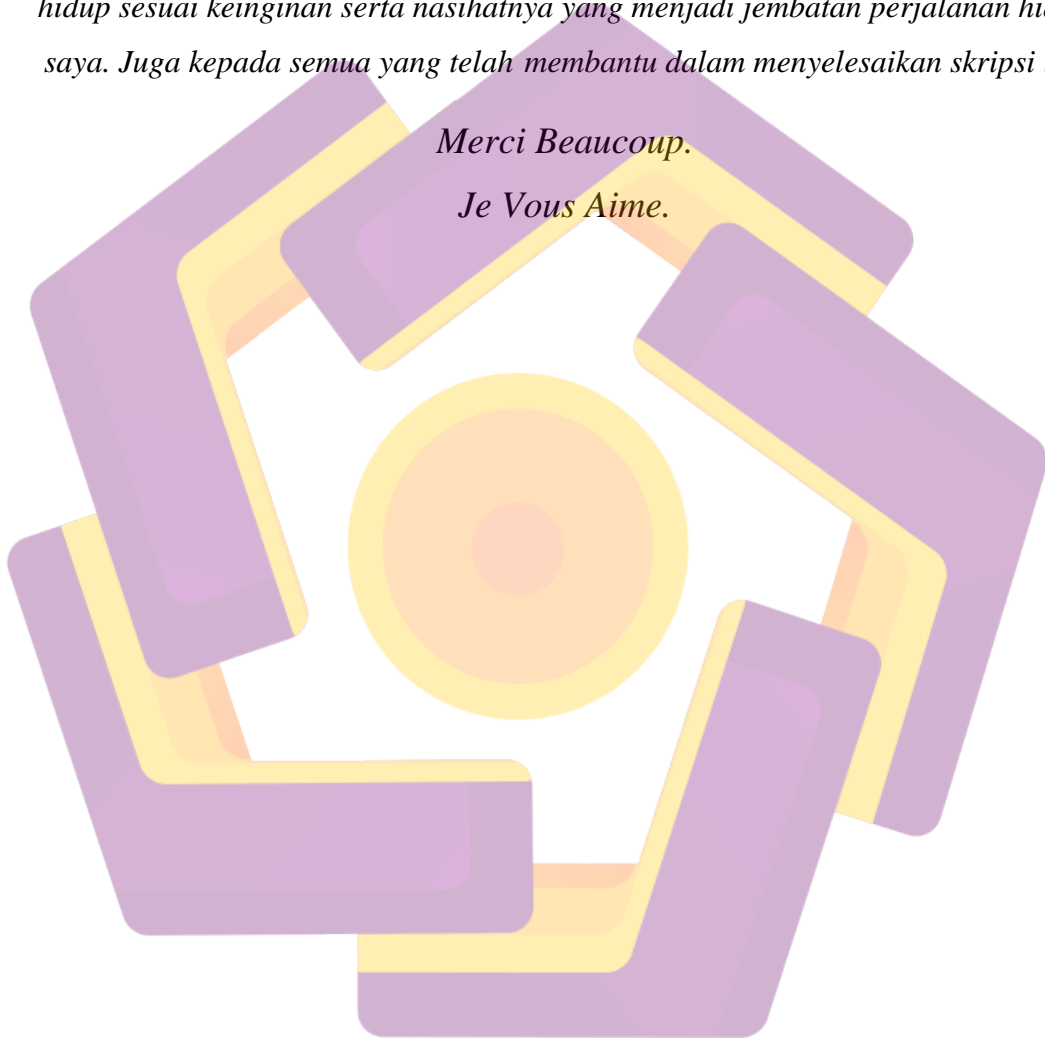 hidup sesuai keinginan serta nasihatnya yang menjadi jembatan perjalanan
saya. Juga kepada semua yang telah membantu dalam menyelesaikan skripsi
Merci Beaucoup.
Je Vous Aime.